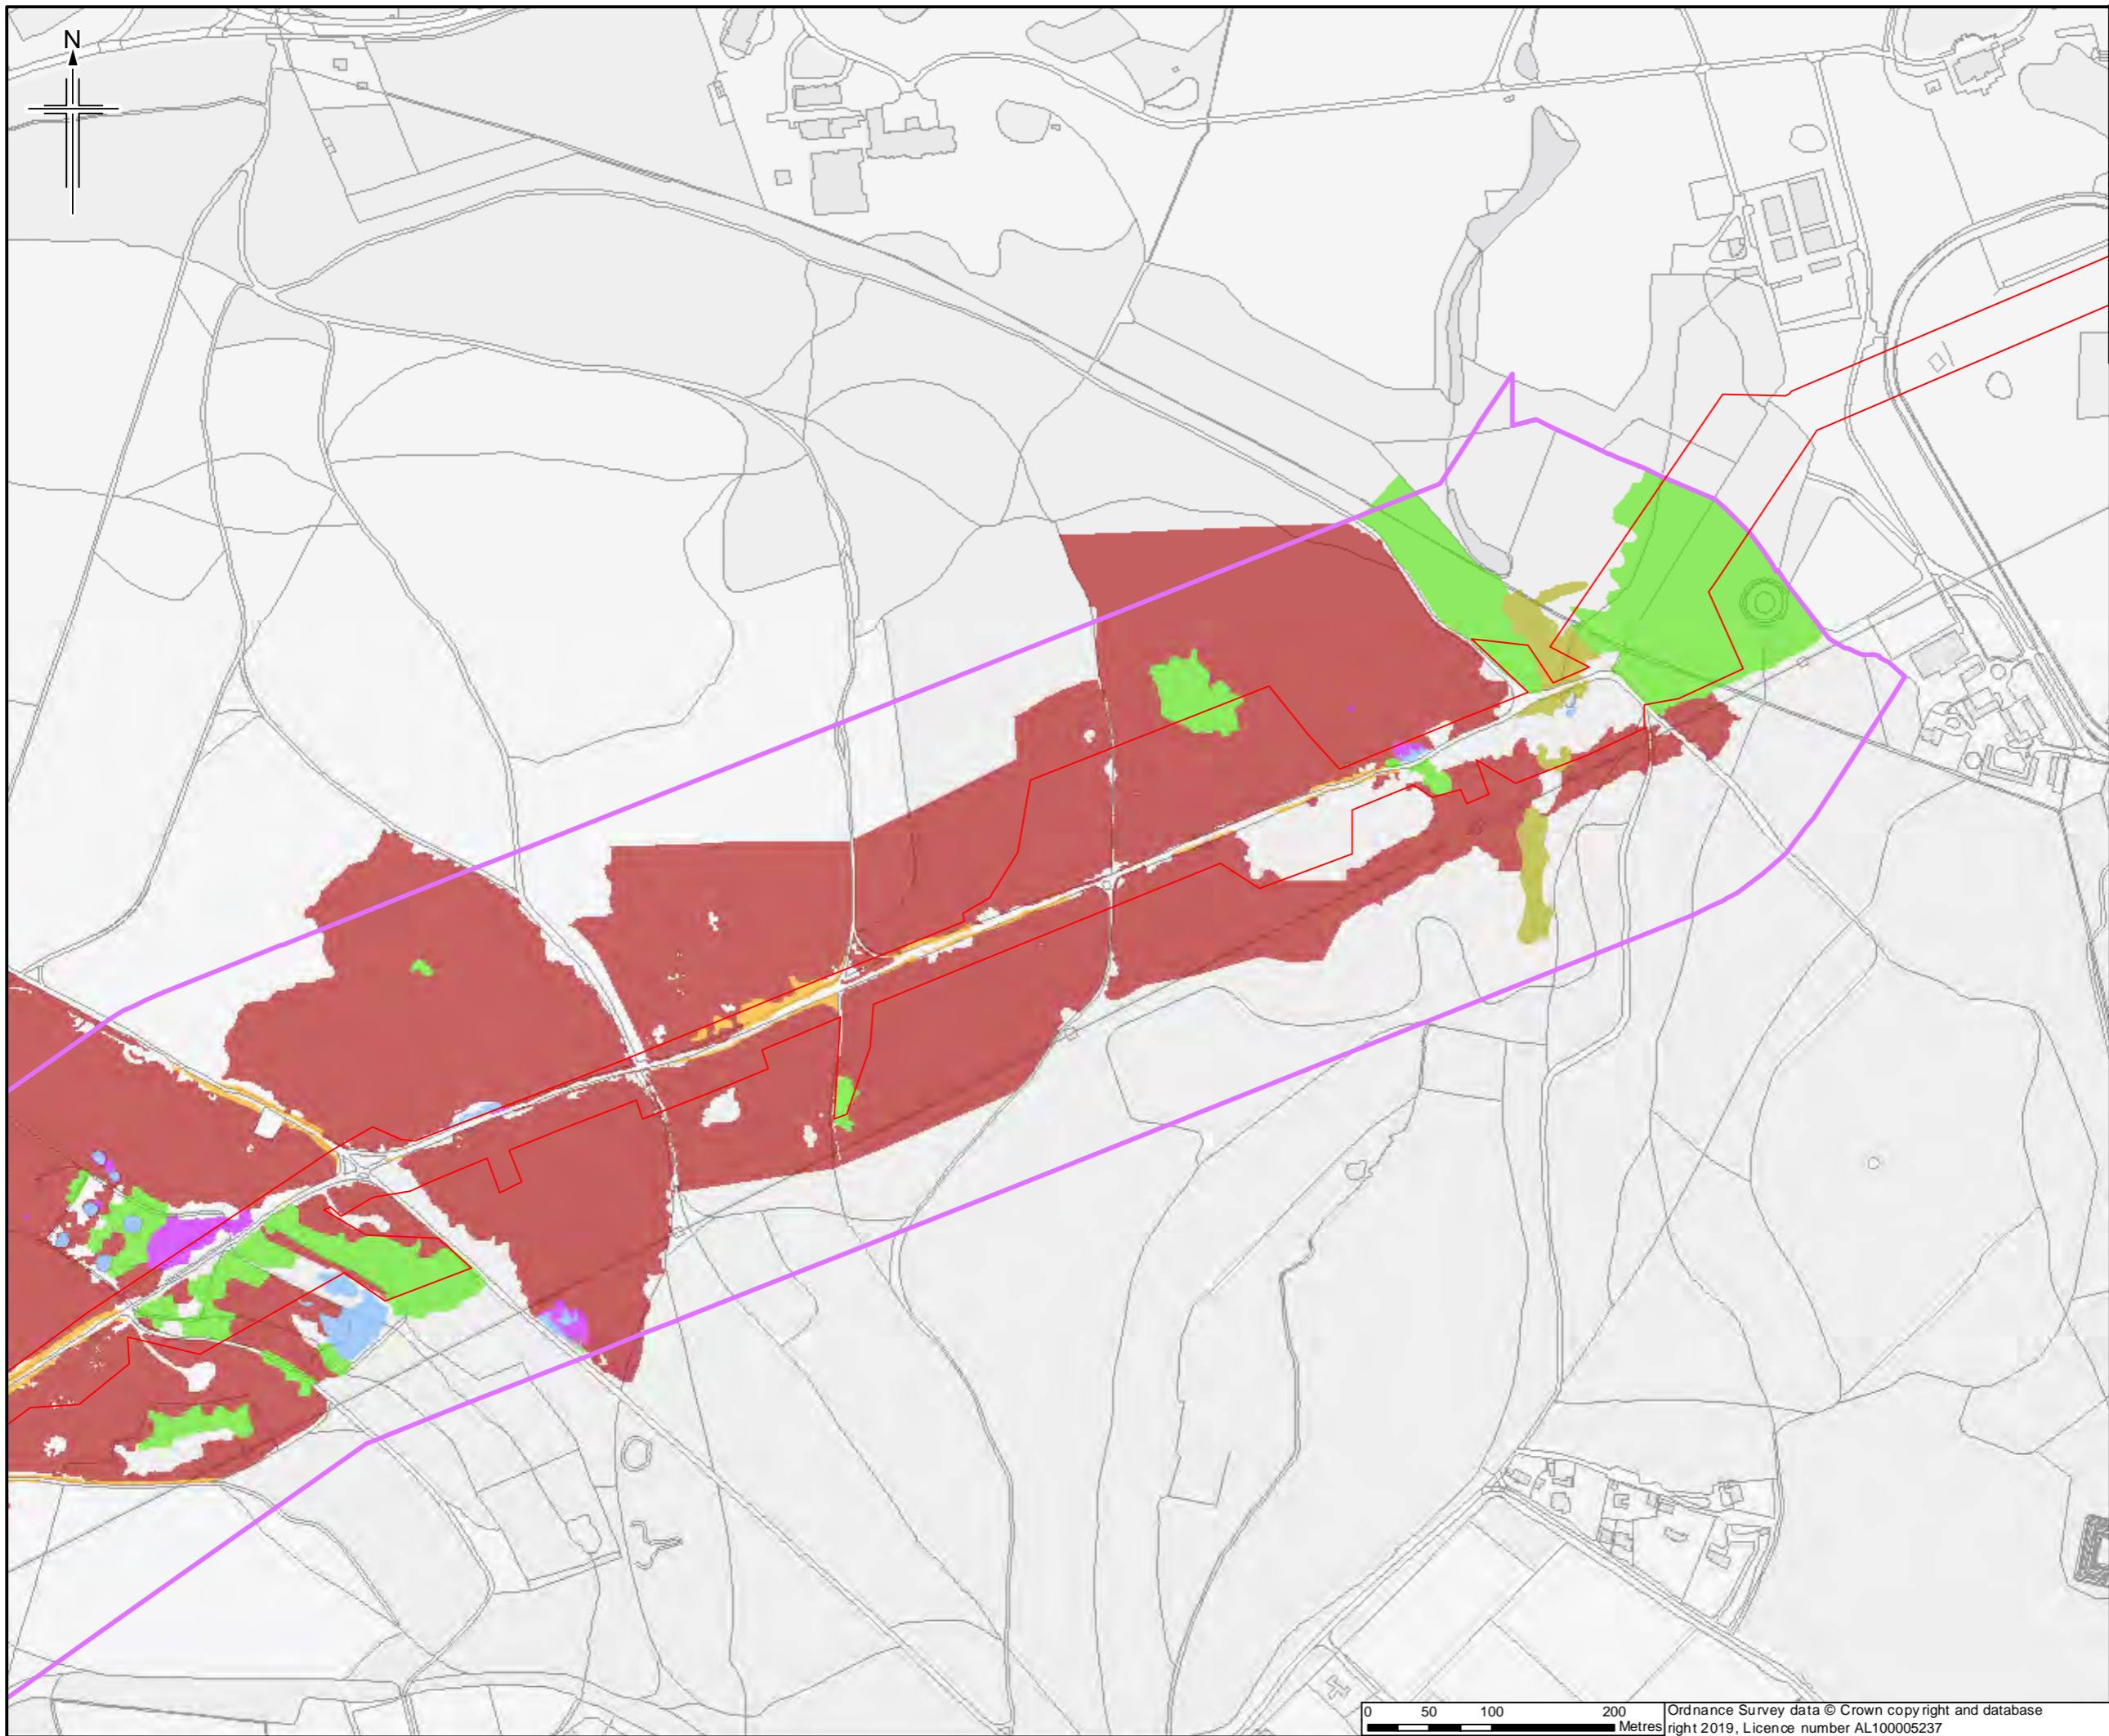 N
0 50 100 200
Metres
Ordnance Survey data © Crown copyright and database
right 2019, Licence number AL100005237